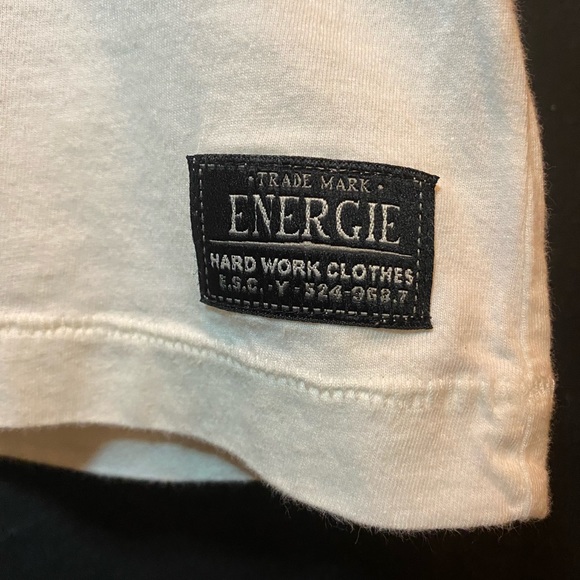 · TRADE MARK ·
ENERGIE
HARD WORK CLOTHES
E.S.C. - Y - 524-968.7